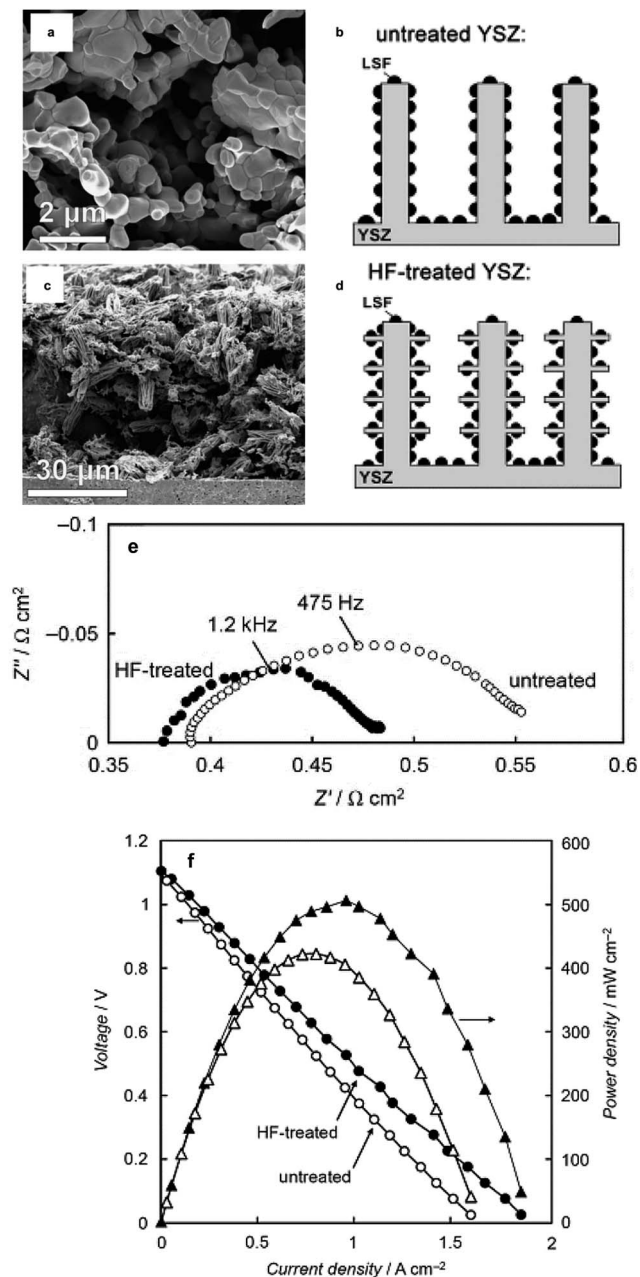 a
2 µm
b
untreated YSZ:
LSF
YSZ
c
30 µm
HF-treated YSZ:
d
LSF
YSZ
e
−0.1
−0.05
0
Z″ / Ω cm²
1.2 kHz
475 Hz
HF-treated
untreated
0.35
0.4
0.45
0.5
0.55
0.6
Z′ / Ω cm²
f
1.2
1
0.8
0.6
0.4
0.2
0
Voltage / V
600
500
400
300
200
100
0
Power density / mW cm⁻²
HF-treated
untreated
0
0.5
1
1.5
2
Current density / A cm⁻²